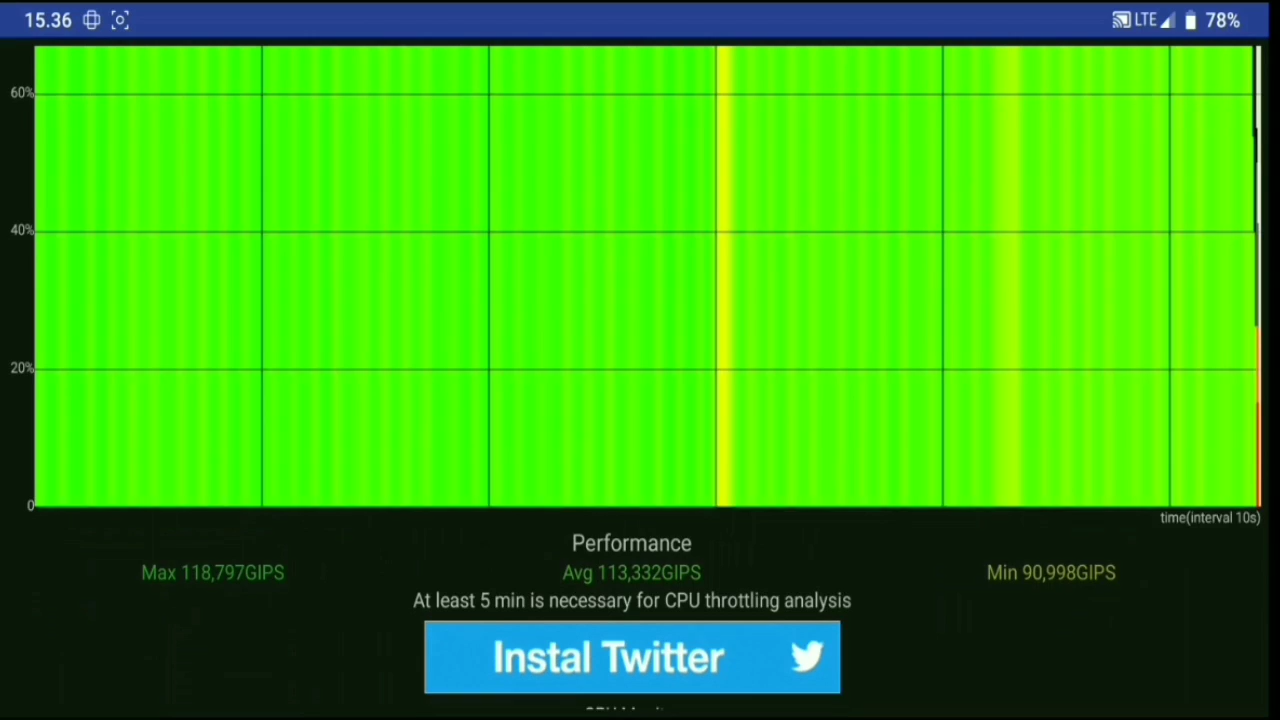 15.36 LTE 78%
60%
40%
20%
0
time(interval 10s)
Performance
Max 118,797GIPS Avg 113,332GIPS Min 90,998GIPS
At least 5 min is necessary for CPU throttling analysis
Instal Twitter